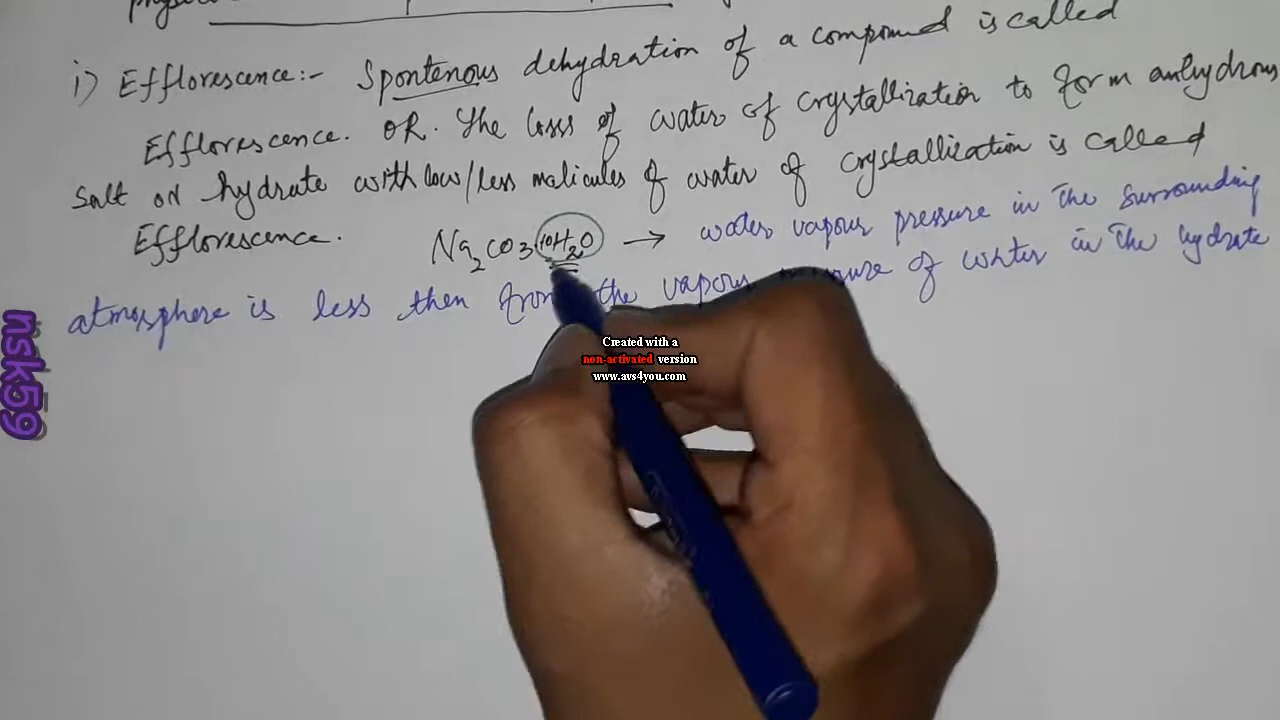 i) Efflorescence:- Spontenous dehydration of a compound is called
Efflorescence. OR. The loss of water of crystallization to form anhydrous
Salt or hydrate with low/less malicules of water of crystallization is called
Efflorescence. Na2CO3.10H2O → water vapour pressure in the surrounding
atmosphere is less then from the vapour of water in the hydrate
Created with a
non-activated version
www.avs4you.com
nsk59